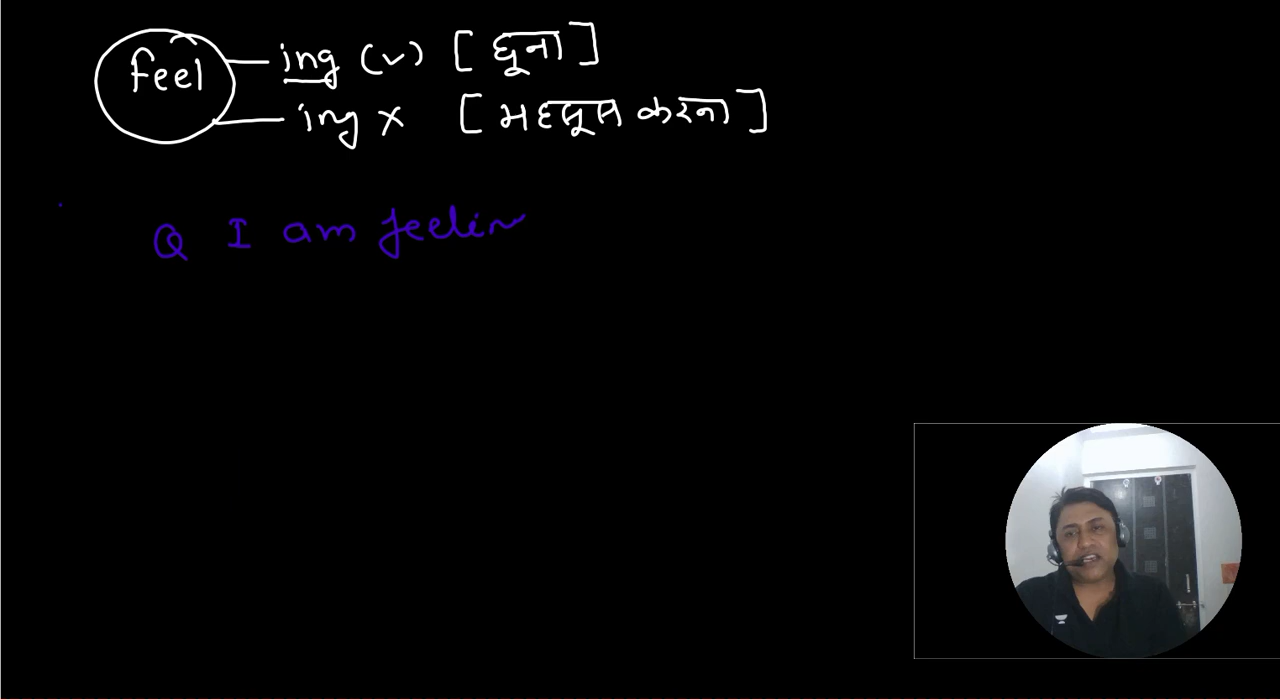 feel ing (v) [ छूना ]
ing x [ महसूस करना ]
Q I am feelin